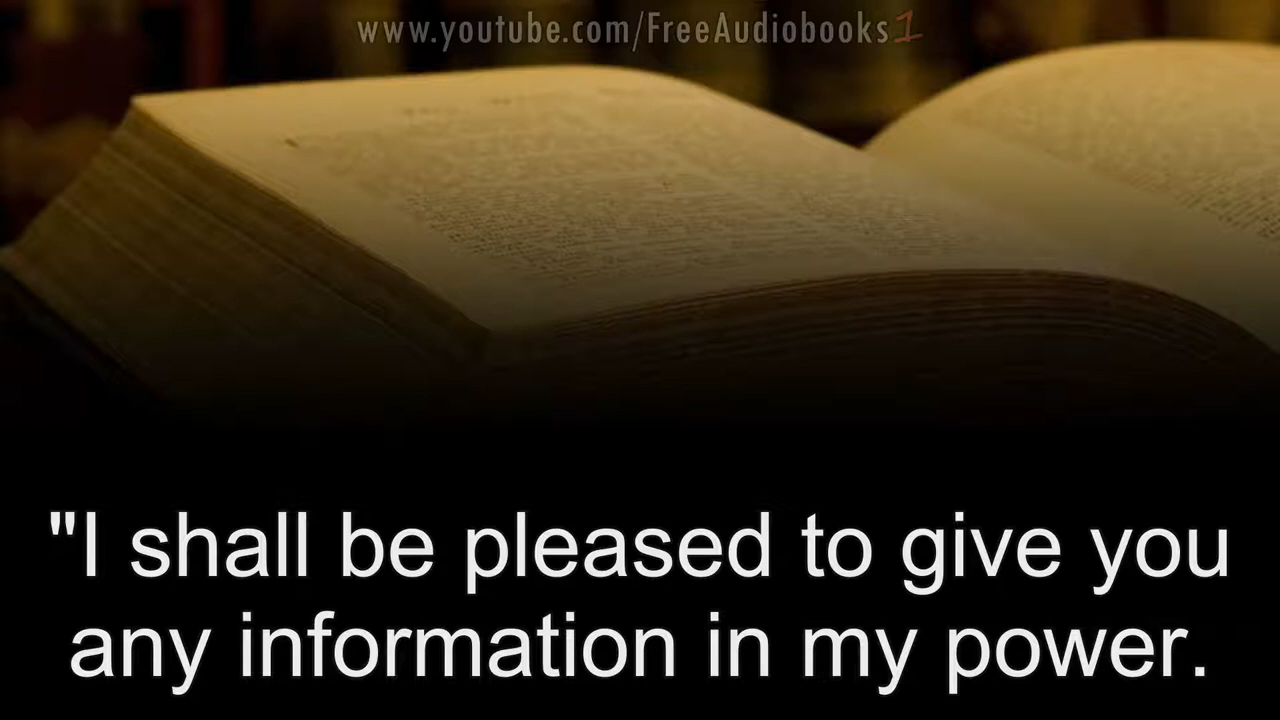 www.youtube.com/FreeAudiobooks1
"I shall be pleased to give you
any information in my power.